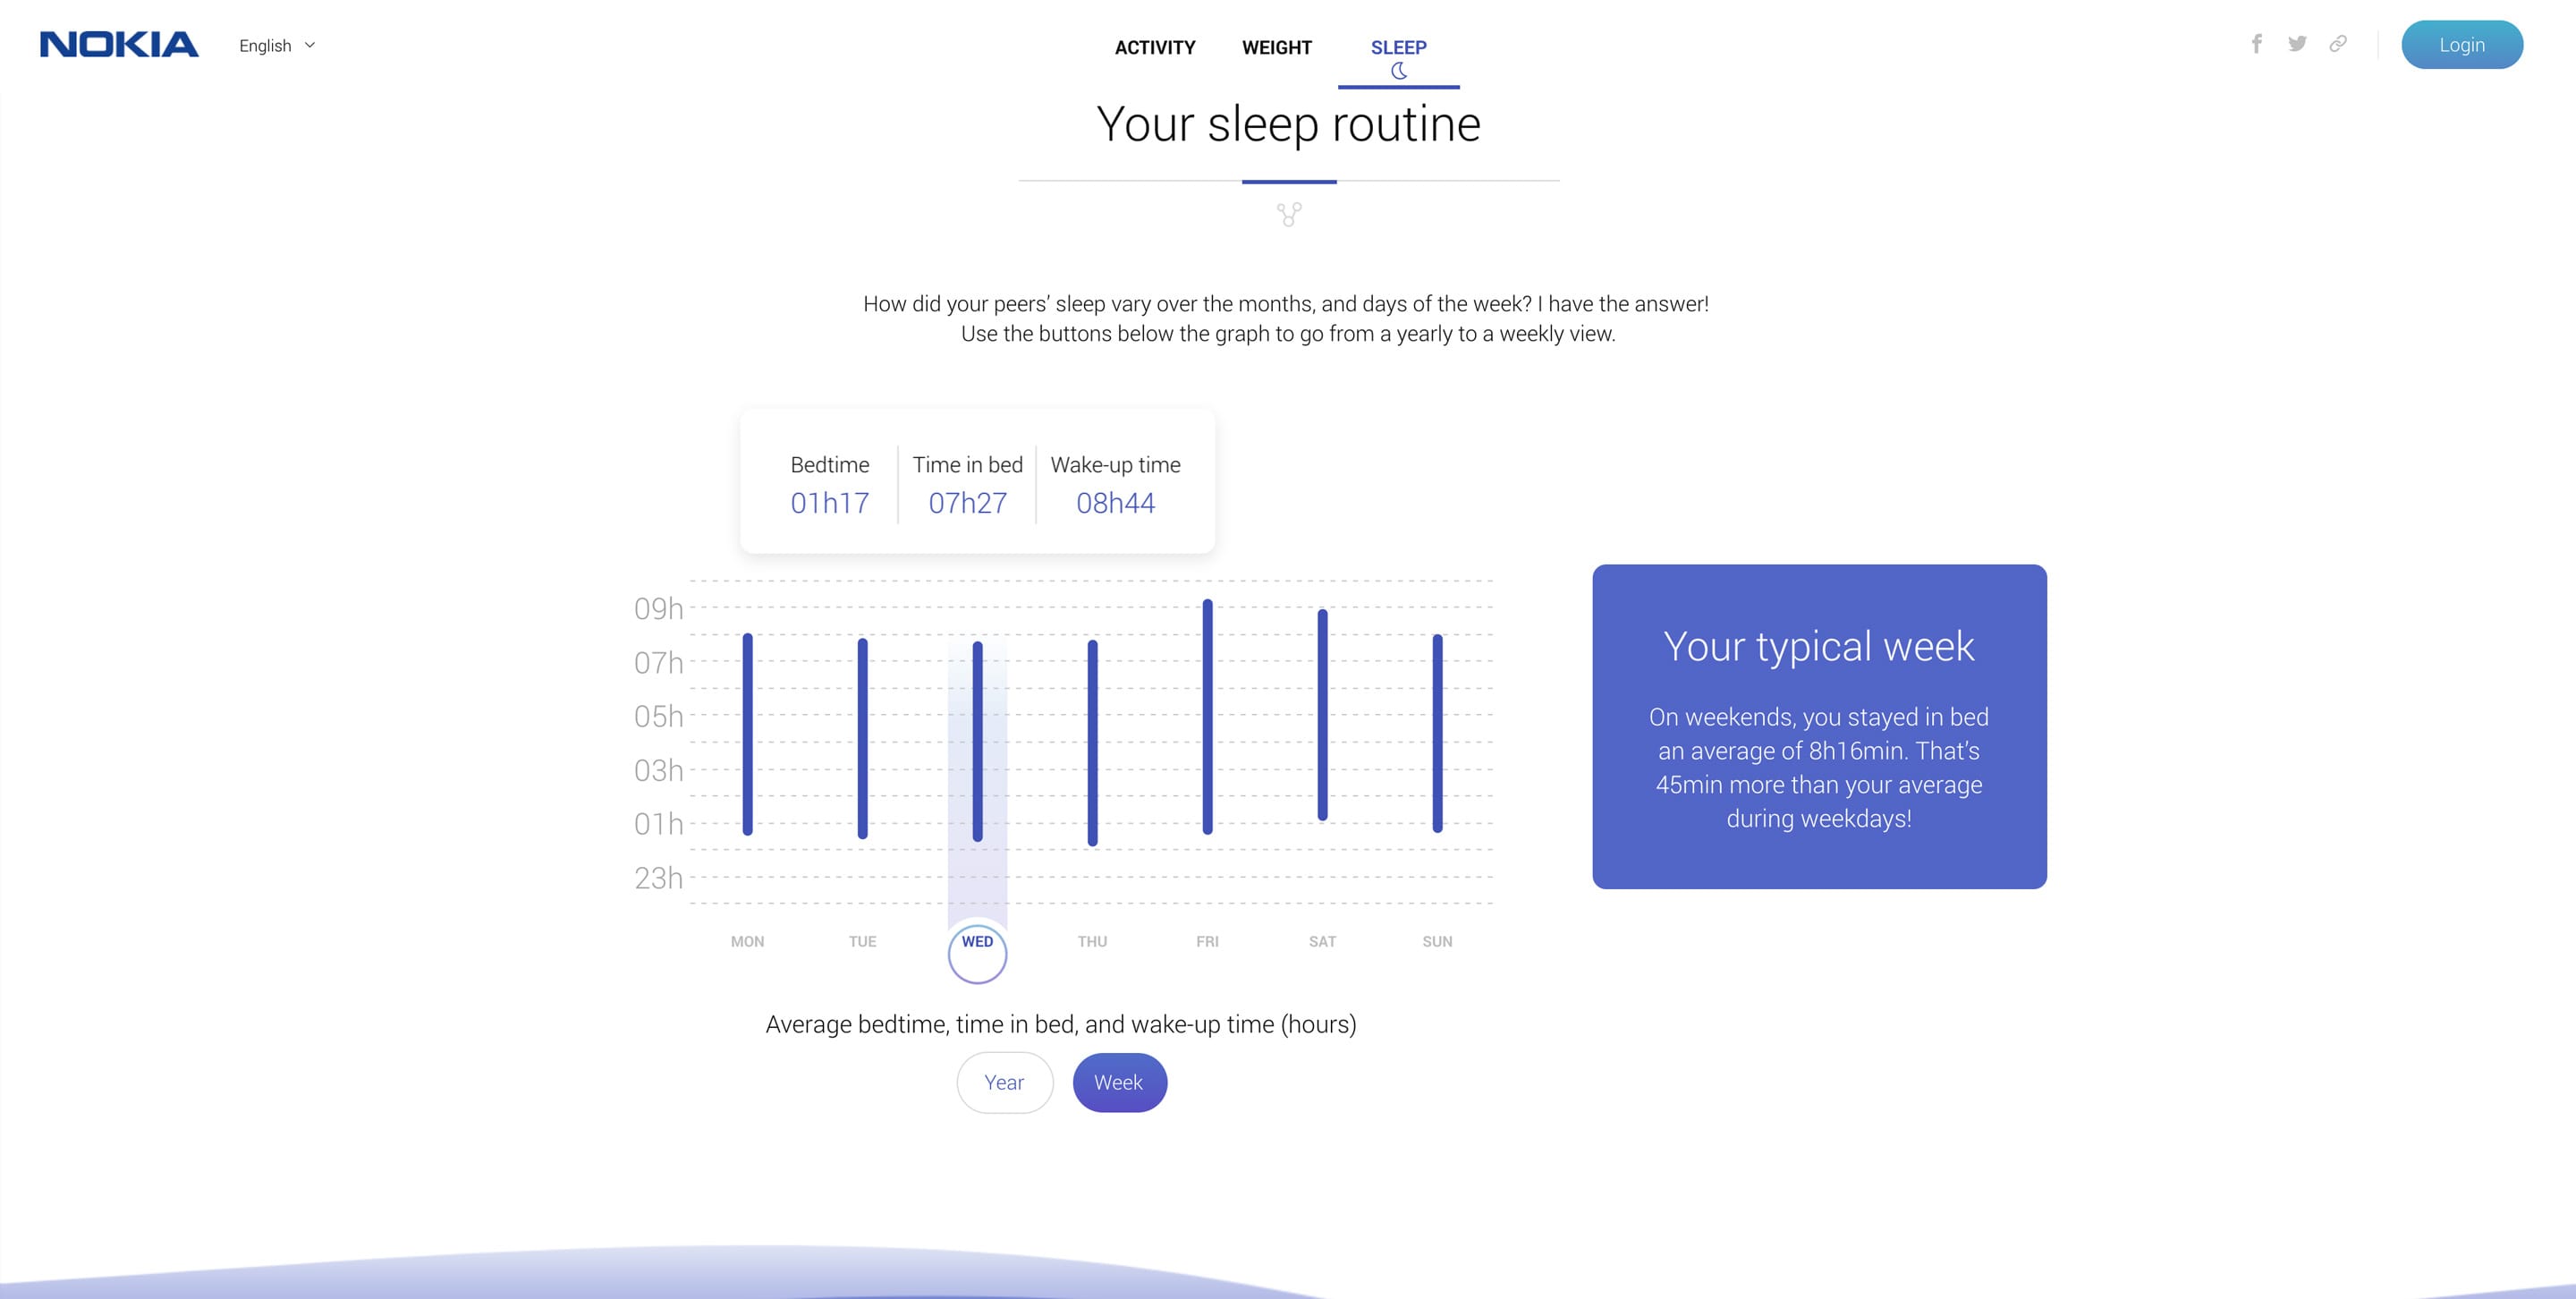 NOKIA
English
ACTIVITY
WEIGHT
SLEEP
Login
Your sleep routine
How did your peers’ sleep vary over the months, and days of the week? I have the answer!
Use the buttons below the graph to go from a yearly to a weekly view.
Bedtime
01h17
Time in bed
07h27
Wake-up time
08h44
09h
07h
05h
03h
01h
23h
MON
TUE
WED
THU
FRI
SAT
SUN
Average bedtime, time in bed, and wake-up time (hours)
Year
Week
Your typical week
On weekends, you stayed in bed
an average of 8h16min. That’s
45min more than your average
during weekdays!